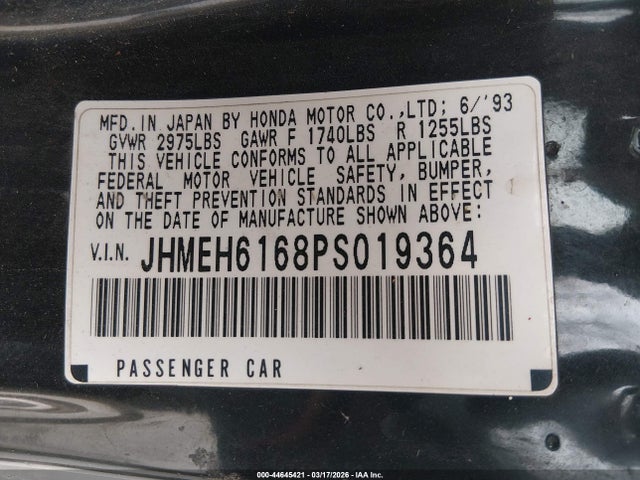 MFD. IN JAPAN BY HONDA MOTOR CO.,LTD; 6/'93
GVWR 2975LBS GAWR F 1740LBS R 1255LBS
THIS VEHICLE CONFORMS TO ALL APPLICABLE
FEDERAL MOTOR VEHICLE SAFETY, BUMPER,
AND THEFT PREVENTION STANDARDS IN EFFECT
ON THE DATE OF MANUFACTURE SHOWN ABOVE:
V.I.N. JHMEH6168PS019364
PASSENGER CAR
000-44645421 - 03/17/2026 - IAA Inc.